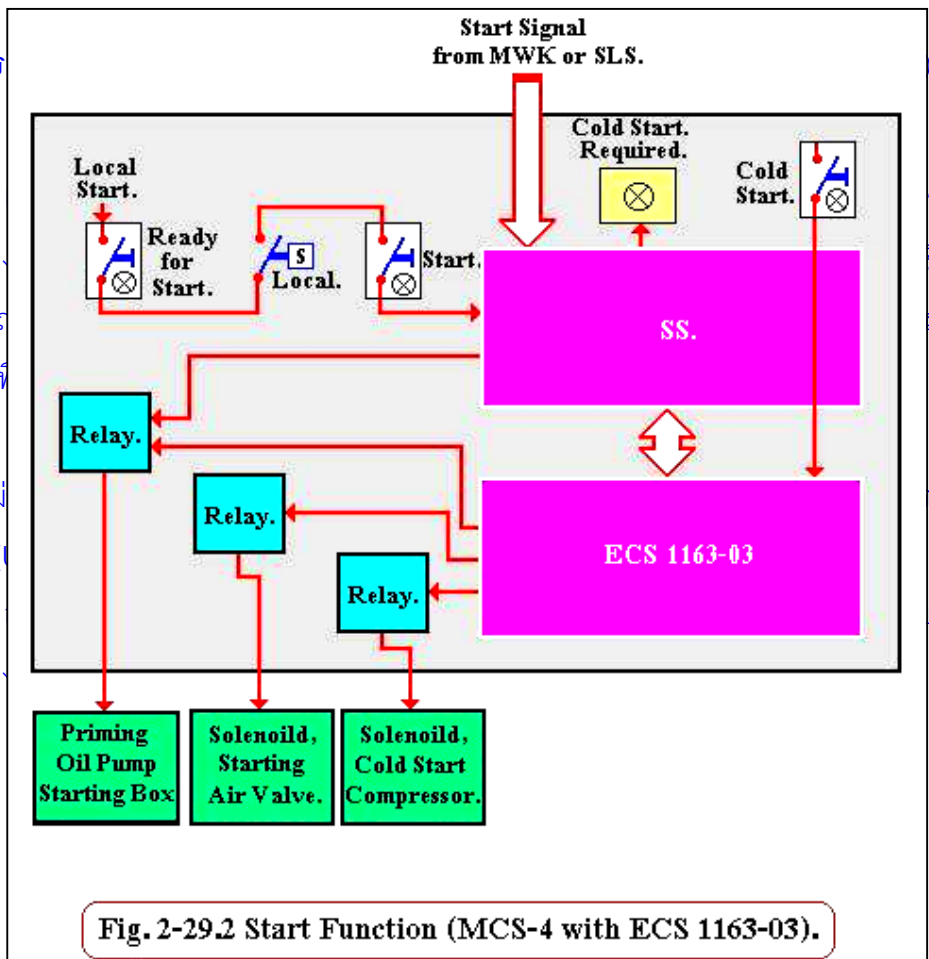 Start Signal
from MWK or SLS.
Cold Start.
Required.
Local
Start.
Cold
Start.
Ready
for
Start.
S
Local.
Start.
SS.
Relay.
Relay.
ECS 1163-03
Relay.
Priming
Oil Pump
Starting Box
Solenoild,
Starting
Air Valve.
Solenoild,
Cold Start
Compressor.
Fig. 2-29.2 Start Function (MCS-4 with ECS 1163-03).